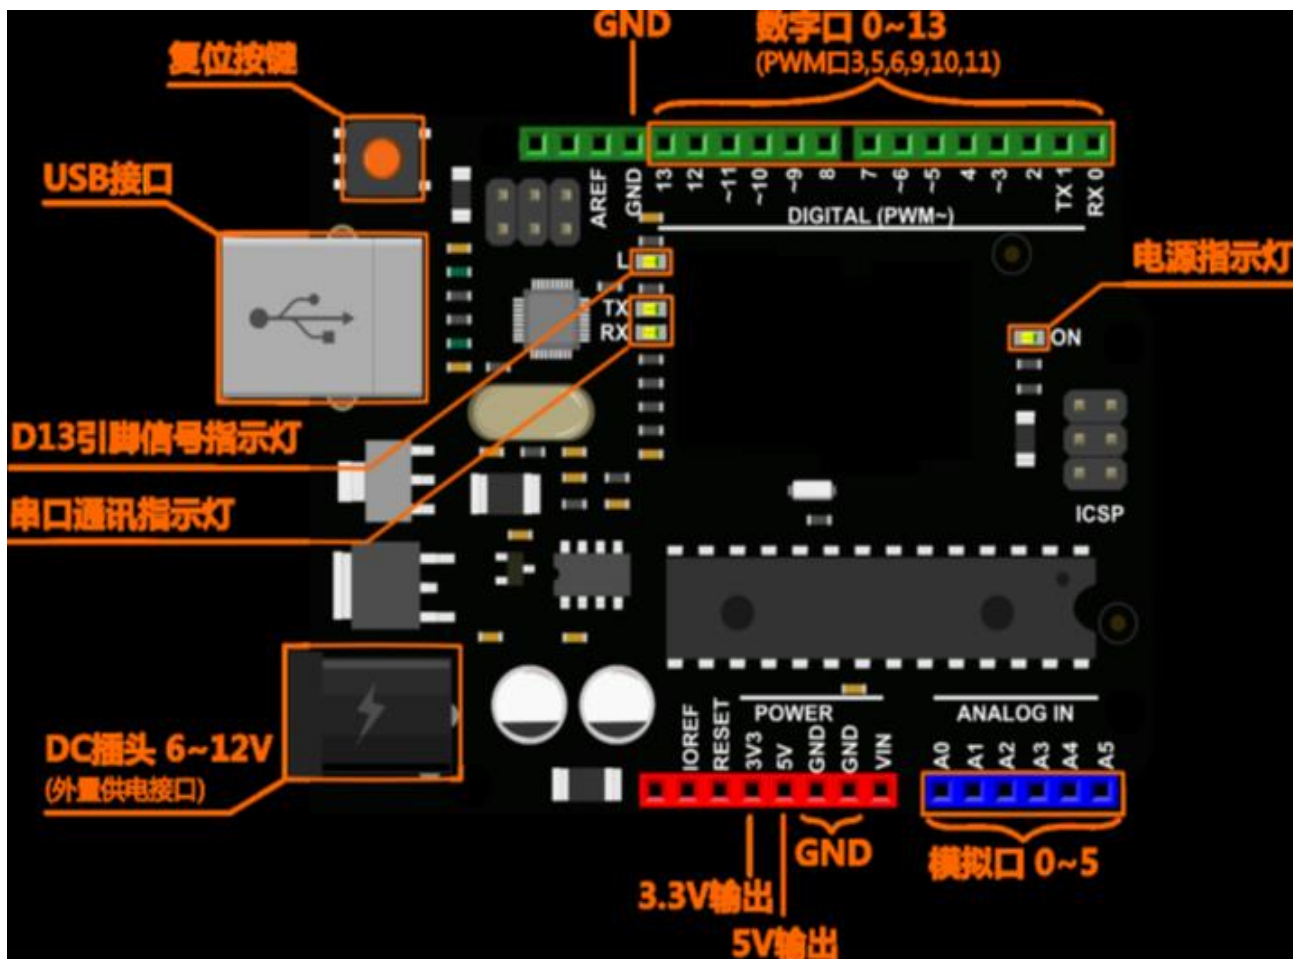 GND
数字口 0~13
(PWM口3,5,6,9,10,11)
复位按键
USB接口
AREF
GND
13
12
~11
~10
~9
8
7
~6
~5
4
~3
2
TX 1
RX 0
DIGITAL (PWM~)
电源指示灯
L
TX
RX
ON
D13引脚信号指示灯
串口通讯指示灯
ICSP
DC插头 6~12V
(外量供电接口)
POWER
ANALOG IN
IOREF
RESET
3V3
5V
GND
GND
VIN
A0
A1
A2
A3
A4
A5
GND
模拟口 0~5
3.3V输出
5V输出